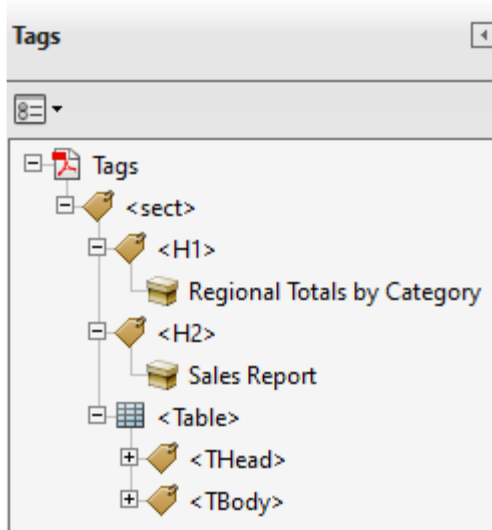 Tags
Tags
<sect>
<H1>
Regional Totals by Category
<H2>
Sales Report
<Table>
<THead>
<TBody>